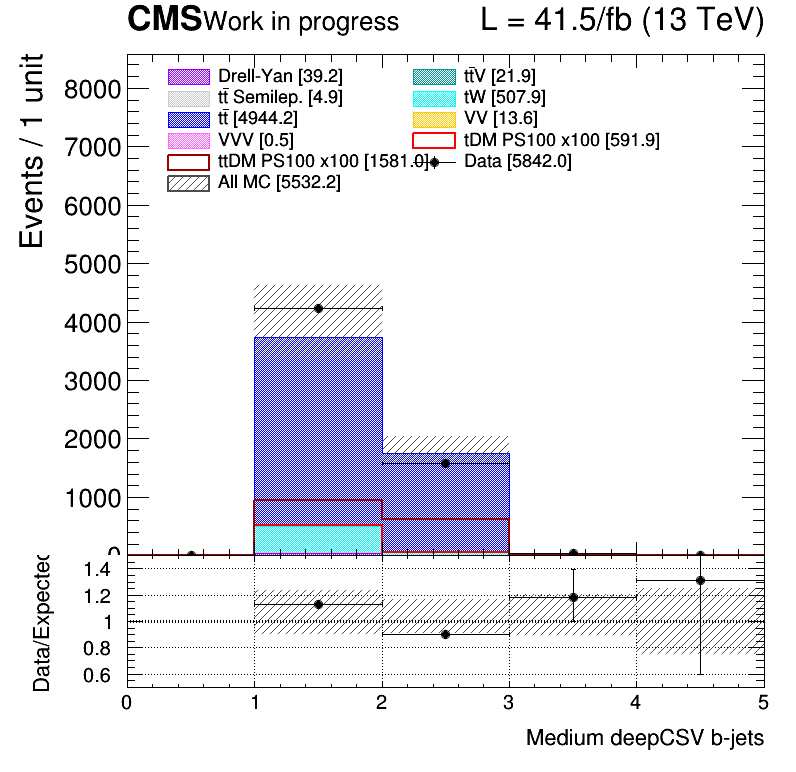 CMS Work in progress L = 41.5/fb (13 TeV)
Events / 1 unit
Drell-Yan [39.2] tt̄V [21.9]
tt̄ Semilep. [4.9] tW [507.9]
tt̄ [4944.2] VV [13.6]
VVV [0.5] tDM PS100 x100 [591.9]
ttDM PS100 x100 [1581.0] Data [5842.0]
All MC [5532.2]
8000
7000
6000
5000
4000
3000
2000
1000
0
Data/Expected
1.4
1.2
1
0.8
0.6
0 1 2 3 4 5
Medium deepCSV b-jets